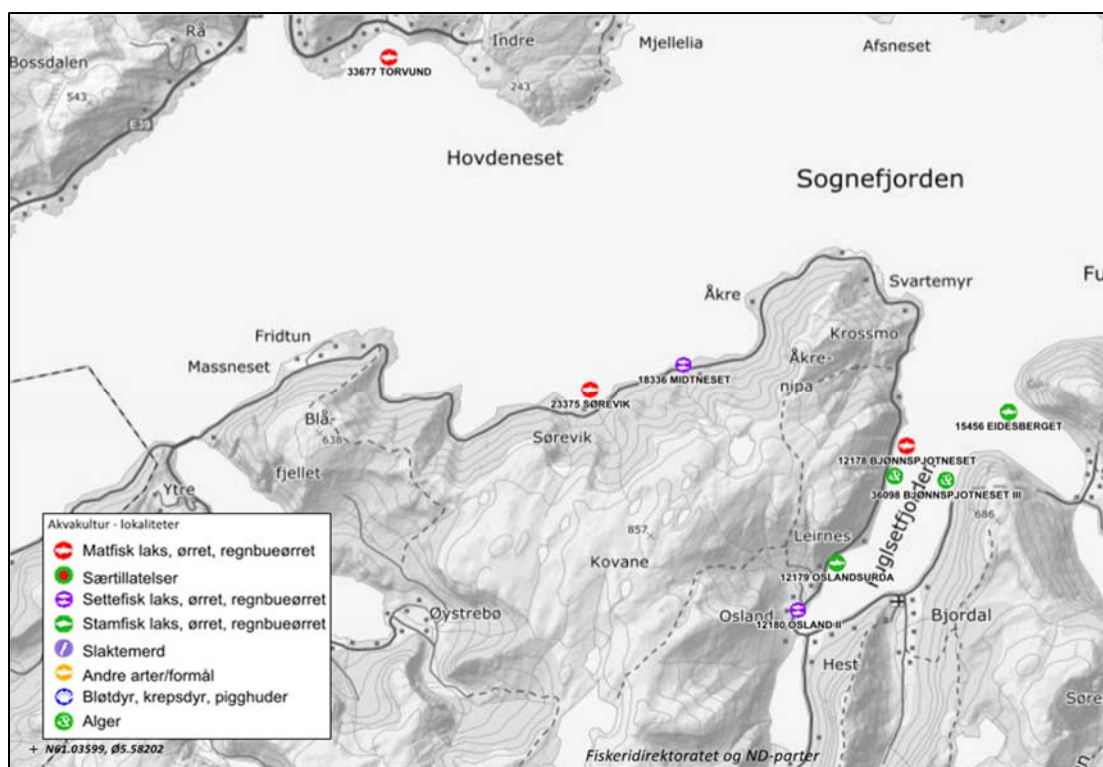 Rå
Indre
Mjellelia
Afsneset
Bossdalen
33677 TORVUND
543
243
E39
Hovdeneset
Sognefjorden
Svartemyr
Fu
Åkre
Fridtun
Krossmo
Massneset
Åkre-
nipa
18336 MIDTNESET
23375 SØREVIK
Blå-
638
fjellet
Sørevik
15456 EIDESBERGET
12178 BJØNNSPJOTNESET
36098 BJØNNSPJOTNESET III
Ytre
686
857
Kovane
Leirnes
Fuglsetfjorden
12179 OSLANDSURDA
Øystrebø
Osland
12180 OSLAND II
Bjordal
Hest
Søre
Akvakultur - lokaliteter
Matfisk laks, ørret, regnbueørret
Særtillatelser
Settefisk laks, ørret, regnbueørret
Stamfisk laks, ørret, regnbueørret
Slaktemerd
Andre arter/formål
Bløtdyr, krepsdyr, pigghuder
Alger
+ N61.03599, Ø5.58202
Fiskeridirektoratet og ND-parter